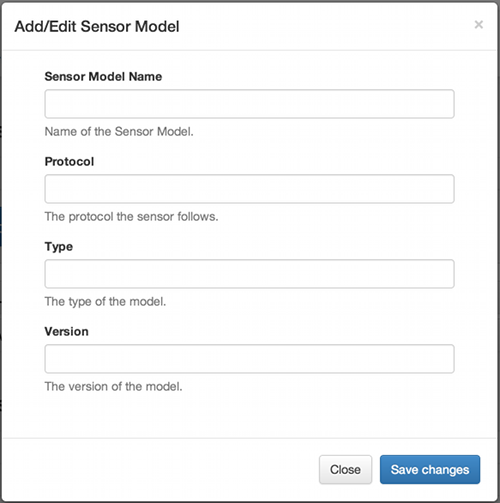 Add/Edit Sensor Model ×
Sensor Model Name
Name of the Sensor Model.
Protocol
The protocol the sensor follows.
Type
The type of the model.
Version
The version of the model.
Close Save changes